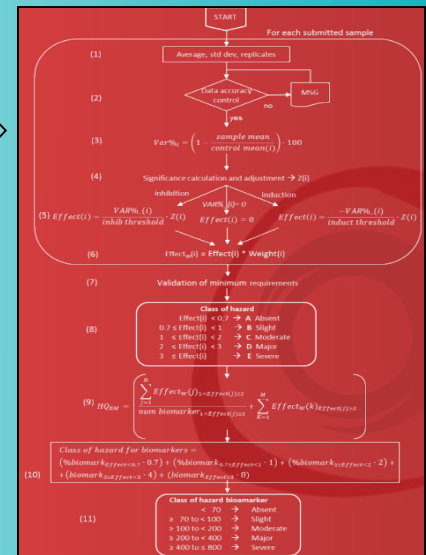 START
For each submitted sample
(1) Average, std dev, replicates
(2) Data accuracy control
MSG
no
yes
(3) Var%ᵢ = (1 − sample mean / control mean(i)) · 100
(4) Significance calculation and adjustment → Z(i)
inhibition VAR%_(i)= 0 induction
(5) Effect(i) = VAR%_(i) / inhib threshold · Z(i) Effect(i) = 0 Effect(i) = −VAR%_(i) / induct threshold · Z(i)
(6) Effectw(i) = Effect(i) * Weight(i)
(7) Validation of minimum requirements
Class of hazard
(8)
Effect(i) < 0,7 → A Absent
0.7 ≤ Effect(i) < 1 → B Slight
1 ≤ Effect(i) < 2 → C Moderate
2 ≤ Effect(i) < 3 → D Major
3 ≤ Effect(i) → E Severe
(9) HQBM
Class of hazard for biomarkers =
(10)
(11)
Class of hazard bioamarker
< 70 → Absent
≥ 70 to < 100 → Slight
> 100 to < 200 → Moderate
≥ 200 to < 400 → Major
≥ 400 to ≤ 800 → Severe